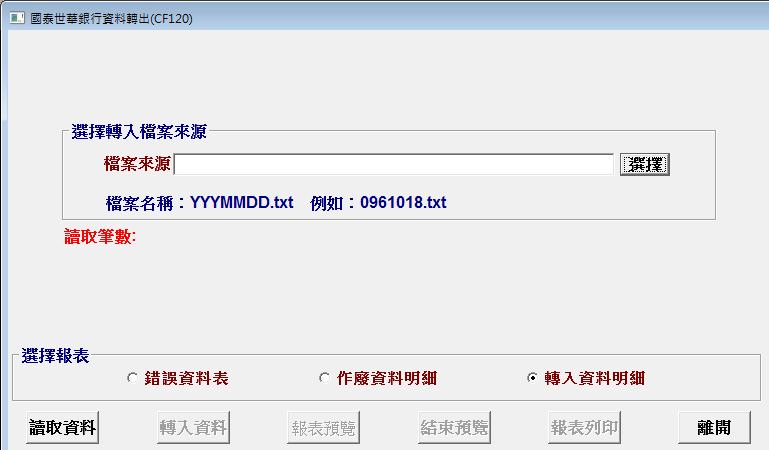 國泰世華銀行資料轉出(CF120)
選擇轉入檔案來源
檔案來源 選擇
檔案名稱：YYYMMDD.txt 例如：0961018.txt
讀取筆數:
選擇報表
錯誤資料表 作廢資料明細 轉入資料明細
讀取資料 轉入資料 報表預覽 結束預覽 報表列印 離開